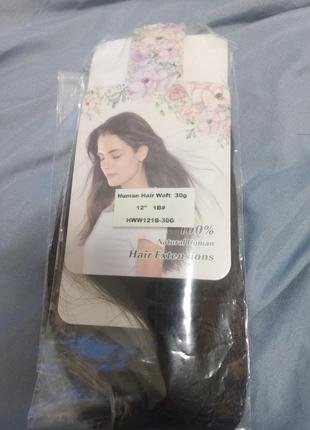 Human Hair Weft 30g
12" 1B#
HWW121B-30G
100%
Natural Human
Hair Extensions